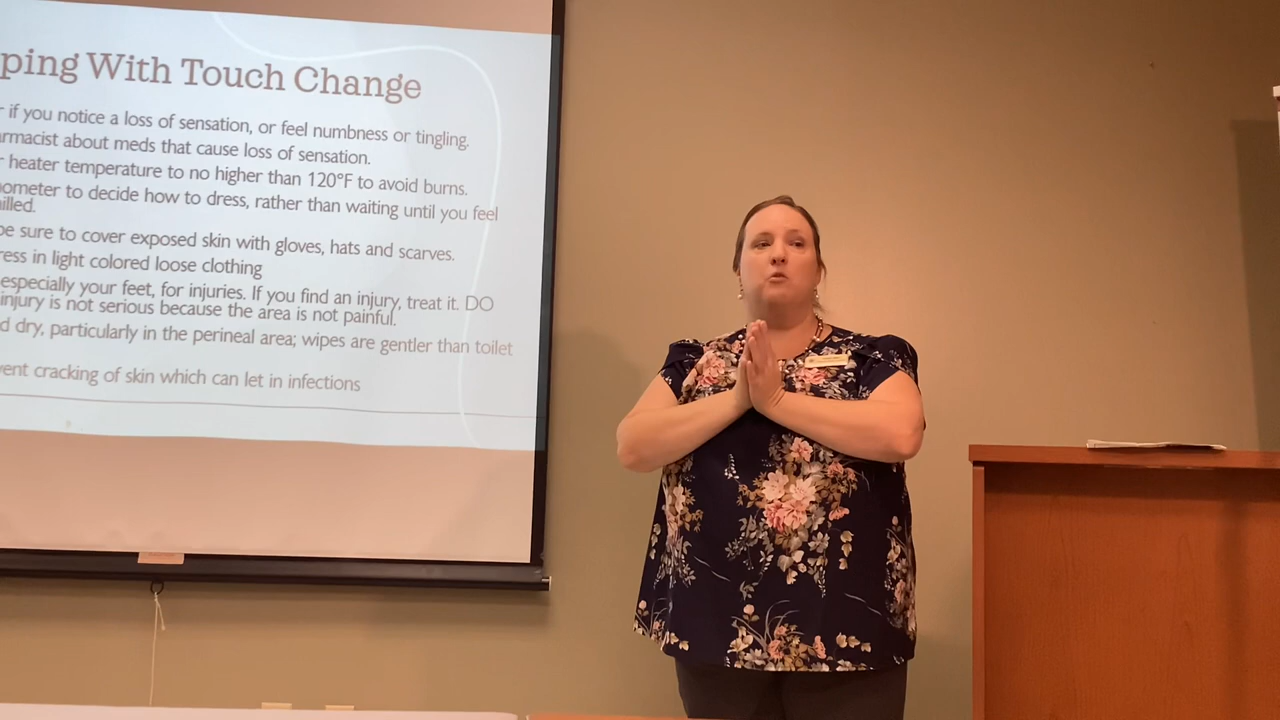 ping With Touch Change
r if you notice a loss of sensation, or feel numbness or tingling.
armacist about meds that cause loss of sensation.
r heater temperature to no higher than 120°F to avoid burns.
ometer to decide how to dress, rather than waiting until you feel
illed.
be sure to cover exposed skin with gloves, hats and scarves.
ress in light colored loose clothing
especially your feet, for injuries. If you find an injury, treat it. DO
injury is not serious because the area is not painful.
d dry, particularly in the perineal area; wipes are gentler than toilet
vent cracking of skin which can let in infections